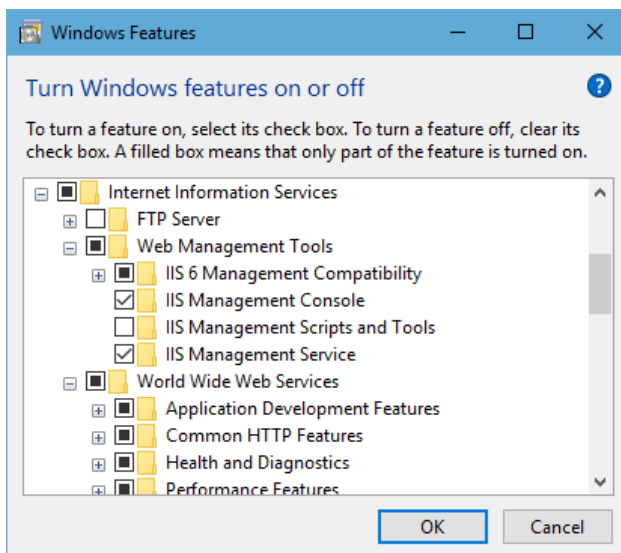 Windows Features
Turn Windows features on or off
?
To turn a feature on, select its check box. To turn a feature off, clear its
check box. A filled box means that only part of the feature is turned on.
Internet Information Services
FTP Server
Web Management Tools
IIS 6 Management Compatibility
IIS Management Console
IIS Management Scripts and Tools
IIS Management Service
World Wide Web Services
Application Development Features
Common HTTP Features
Health and Diagnostics
Performance Features
OK Cancel